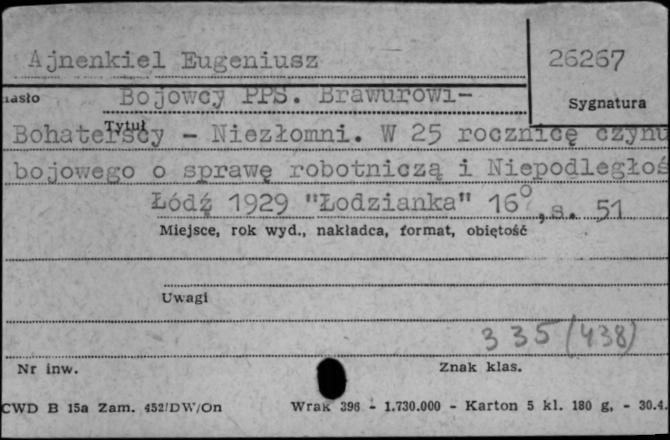 Ajnenkiel Eugeniusz 26267
hasło Bojowcy PPS. Brawurowi- Sygnatura
Tytuł
Bohaterscy - Niezłomni. W 25 rocznicę czynu
bojowego o sprawę robotniczą i Niepodległoś
Łódź 1929 "Łodzianka" 16°, s. 51
Miejsce, rok wyd., nakładca, format, objętość
Uwagi
335(438)
Nr inw. Znak klas.
CWD B 15a Zam. 452/DW/On Wrak 396 - 1.730.000 - Karton 5 kl. 180 g, - 30.4.